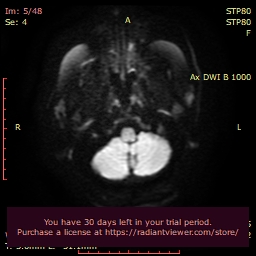 Im: 5/48
Se: 4
A
STP80
STP80
F
Ax DWI B 1000
R
L
You have 30 days left in your trial period.
Purchase a license at https://radiantviewer.com/store/